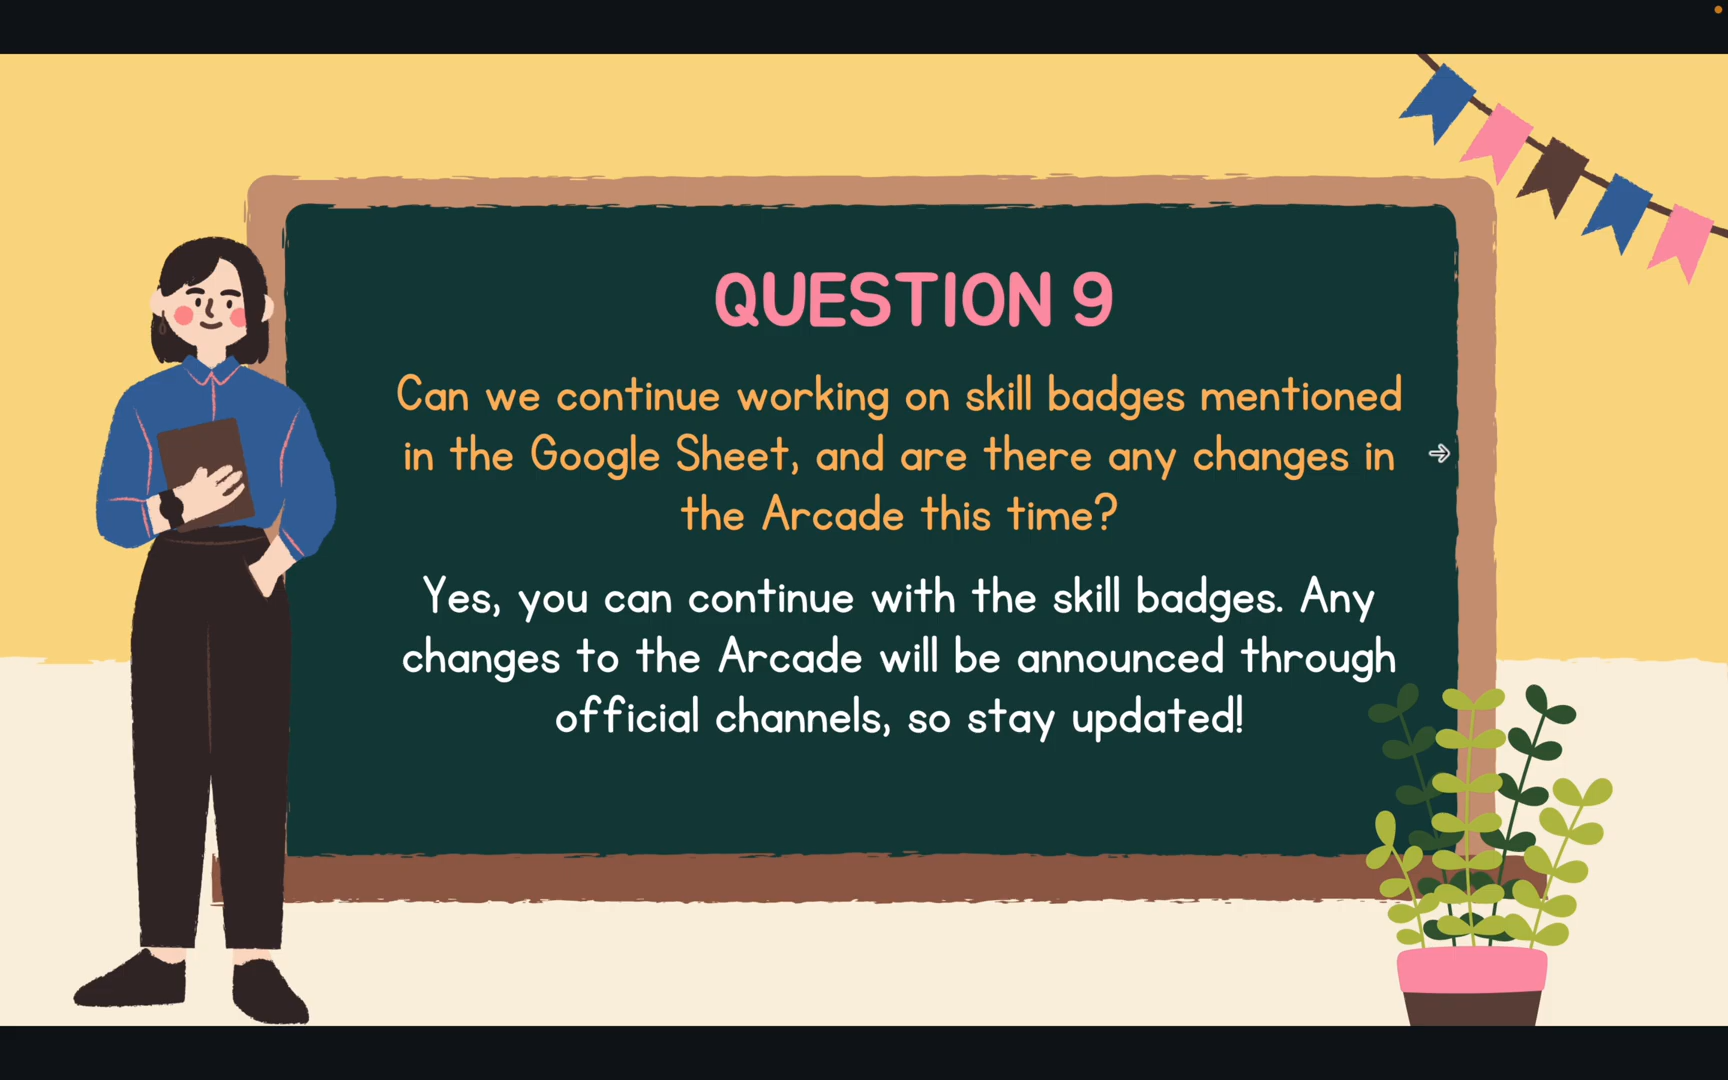 QUESTION 9
Can we continue working on skill badges mentioned
in the Google Sheet, and are there any changes in
the Arcade this time?
Yes, you can continue with the skill badges. Any
changes to the Arcade will be announced through
official channels, so stay updated!